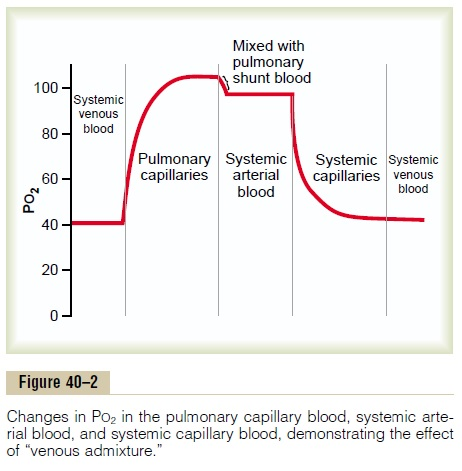 Mixed with
pulmonary
shunt blood
100
Systemic
venous
blood
80
Pulmonary
capillaries
Systemic
arterial
blood
Systemic
capillaries
Systemic
venous
blood
60
PO2
40
20
0
Figure 40–2
Changes in PO2 in the pulmonary capillary blood, systemic arte-
rial blood, and systemic capillary blood, demonstrating the effect
of “venous admixture.”